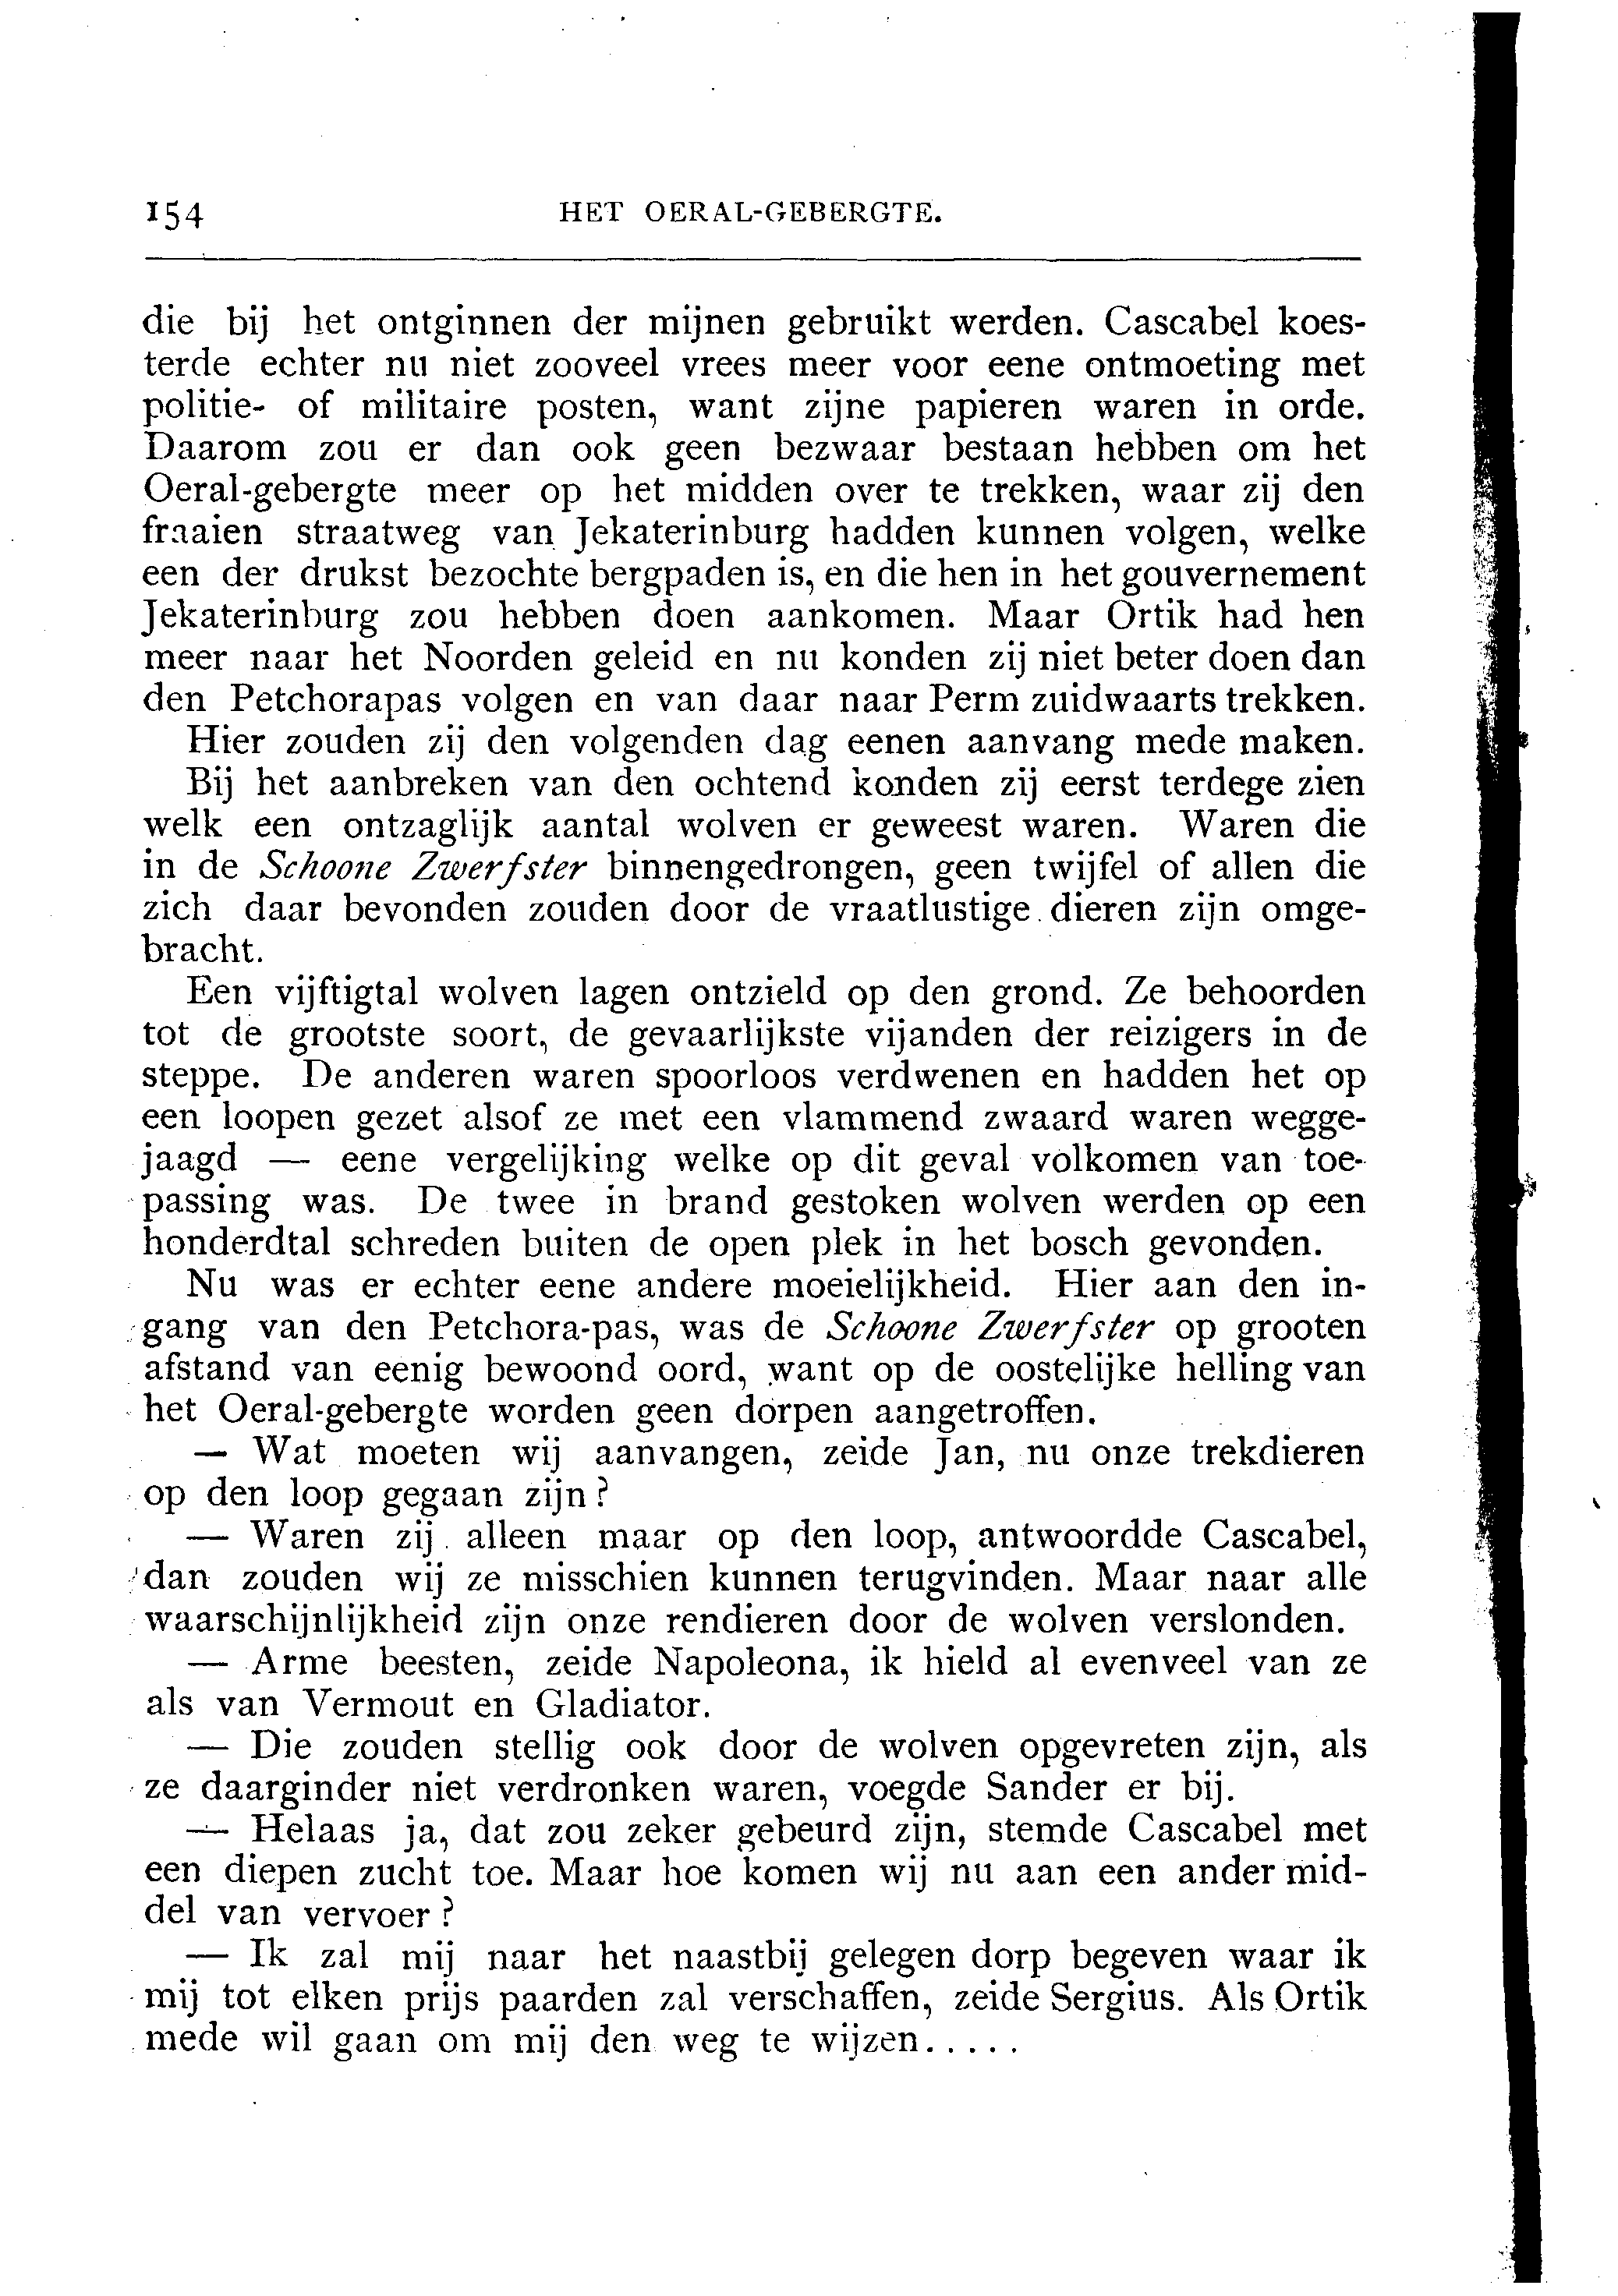 154 HET OERAL-GEBERGTE.
die bij het ontginnen der mijnen gebruikt werden. Cascabel koes-
terde echter nu niet zooveel vrees meer voor eene ontmoeting met
politie- of militaire posten, want zijne papieren waren in orde.
Daarom zou er dan ook geen bezwaar bestaan hebben om het
Oeral-gebergte meer op het midden over te trekken, waar zij den
fraaien straatweg van Jekaterinburg hadden kunnen volgen, welke
een der drukst bezochte bergpaden is, en die hen in het gouvernement
Jekaterinburg zou hebben doen aankomen. Maar Ortik had hen
meer naar het Noorden geleid en nu konden zij niet beter doen dan
den Petchorapas volgen en van daar naar Perm zuidwaarts trekken.
Hier zouden zij den volgenden dag eenen aanvang mede maken.
Bij het aanbreken van den ochtend konden zij eerst terdege zien
welk een ontzaglijk aantal wolven er geweest waren. Waren die
in de Schoone Zwerfster binnengedrongen, geen twijfel of allen die
zich daar bevonden zouden door de vraatlustige dieren zijn omge-
bracht.
Een vijftigtal wolven lagen ontzield op den grond. Ze behoorden
tot de grootste soort, de gevaarlijkste vijanden der reizigers in de
steppe. De anderen waren spoorloos verdwenen en hadden het op
een loopen gezet alsof ze met een vlammend zwaard waren wegge-
jaagd — eene vergelijking welke op dit geval volkomen van toe-
passing was. De twee in brand gestoken wolven werden op een
honderdtal schreden buiten de open plek in het bosch gevonden.
Nu was er echter eene andere moeielijkheid. Hier aan den in-
gang van den Petchora-pas, was de Schoone Zwerfster op grooten
afstand van eenig bewoond oord, want op de oostelijke helling van
het Oeral-gebergte worden geen dorpen aangetroffen.
— Wat moeten wij aanvangen, zeide Jan, nu onze trekdieren
op den loop gegaan zijn?
— Waren zij alleen maar op den loop, antwoordde Cascabel,
dan zouden wij ze misschien kunnen terugvinden. Maar naar alle
waarschijnlijkheid zijn onze rendieren door de wolven verslonden.
— Arme beesten, zeide Napoleona, ik hield al evenveel van ze
als van Vermout en Gladiator.
— Die zouden stellig ook door de wolven opgevreten zijn, als
ze daarginder niet verdronken waren, voegde Sander er bij.
— Helaas ja, dat zou zeker gebeurd zijn, stemde Cascabel met
een diepen zucht toe. Maar hoe komen wij nu aan een ander mid-
del van vervoer?
— Ik zal mij naar het naastbij gelegen dorp begeven waar ik
mij tot elken prijs paarden zal verschaffen, zeide Sergius. Als Ortik
mede wil gaan om mij den weg te wijzen.....